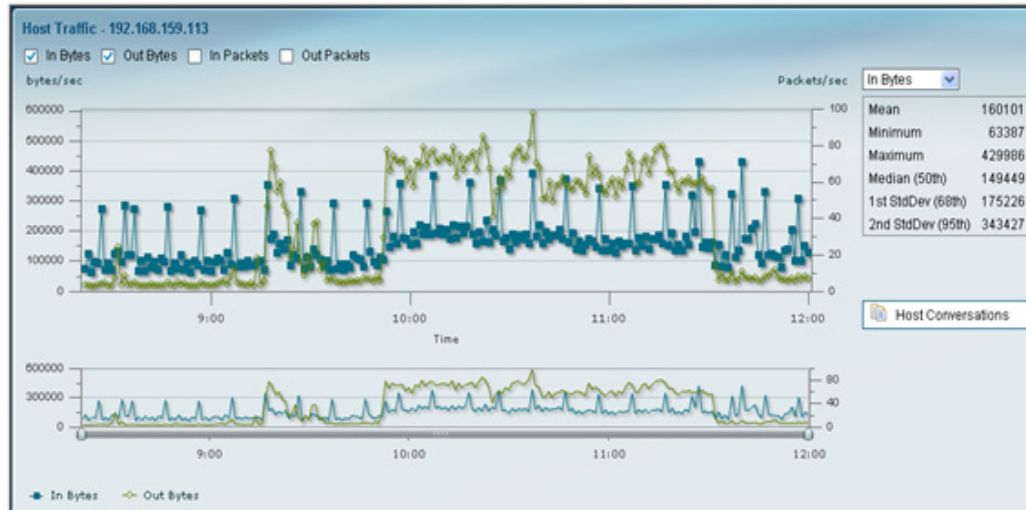 Host Traffic - 192.168.159.113
In Bytes Out Bytes In Packets Out Packets
bytes/sec Packets/sec
600000
500000
400000
300000
200000
100000
0
100
80
60
40
20
0
9:00 10:00 11:00 12:00
Time
In Bytes
Mean 160101
Minimum 63387
Maximum 429986
Median (50th) 149449
1st StdDev (68th) 175226
2nd StdDev (95th) 343427
Host Conversations
600000
300000
0
80
40
0
9:00 10:00 11:00 12:00
In Bytes Out Bytes